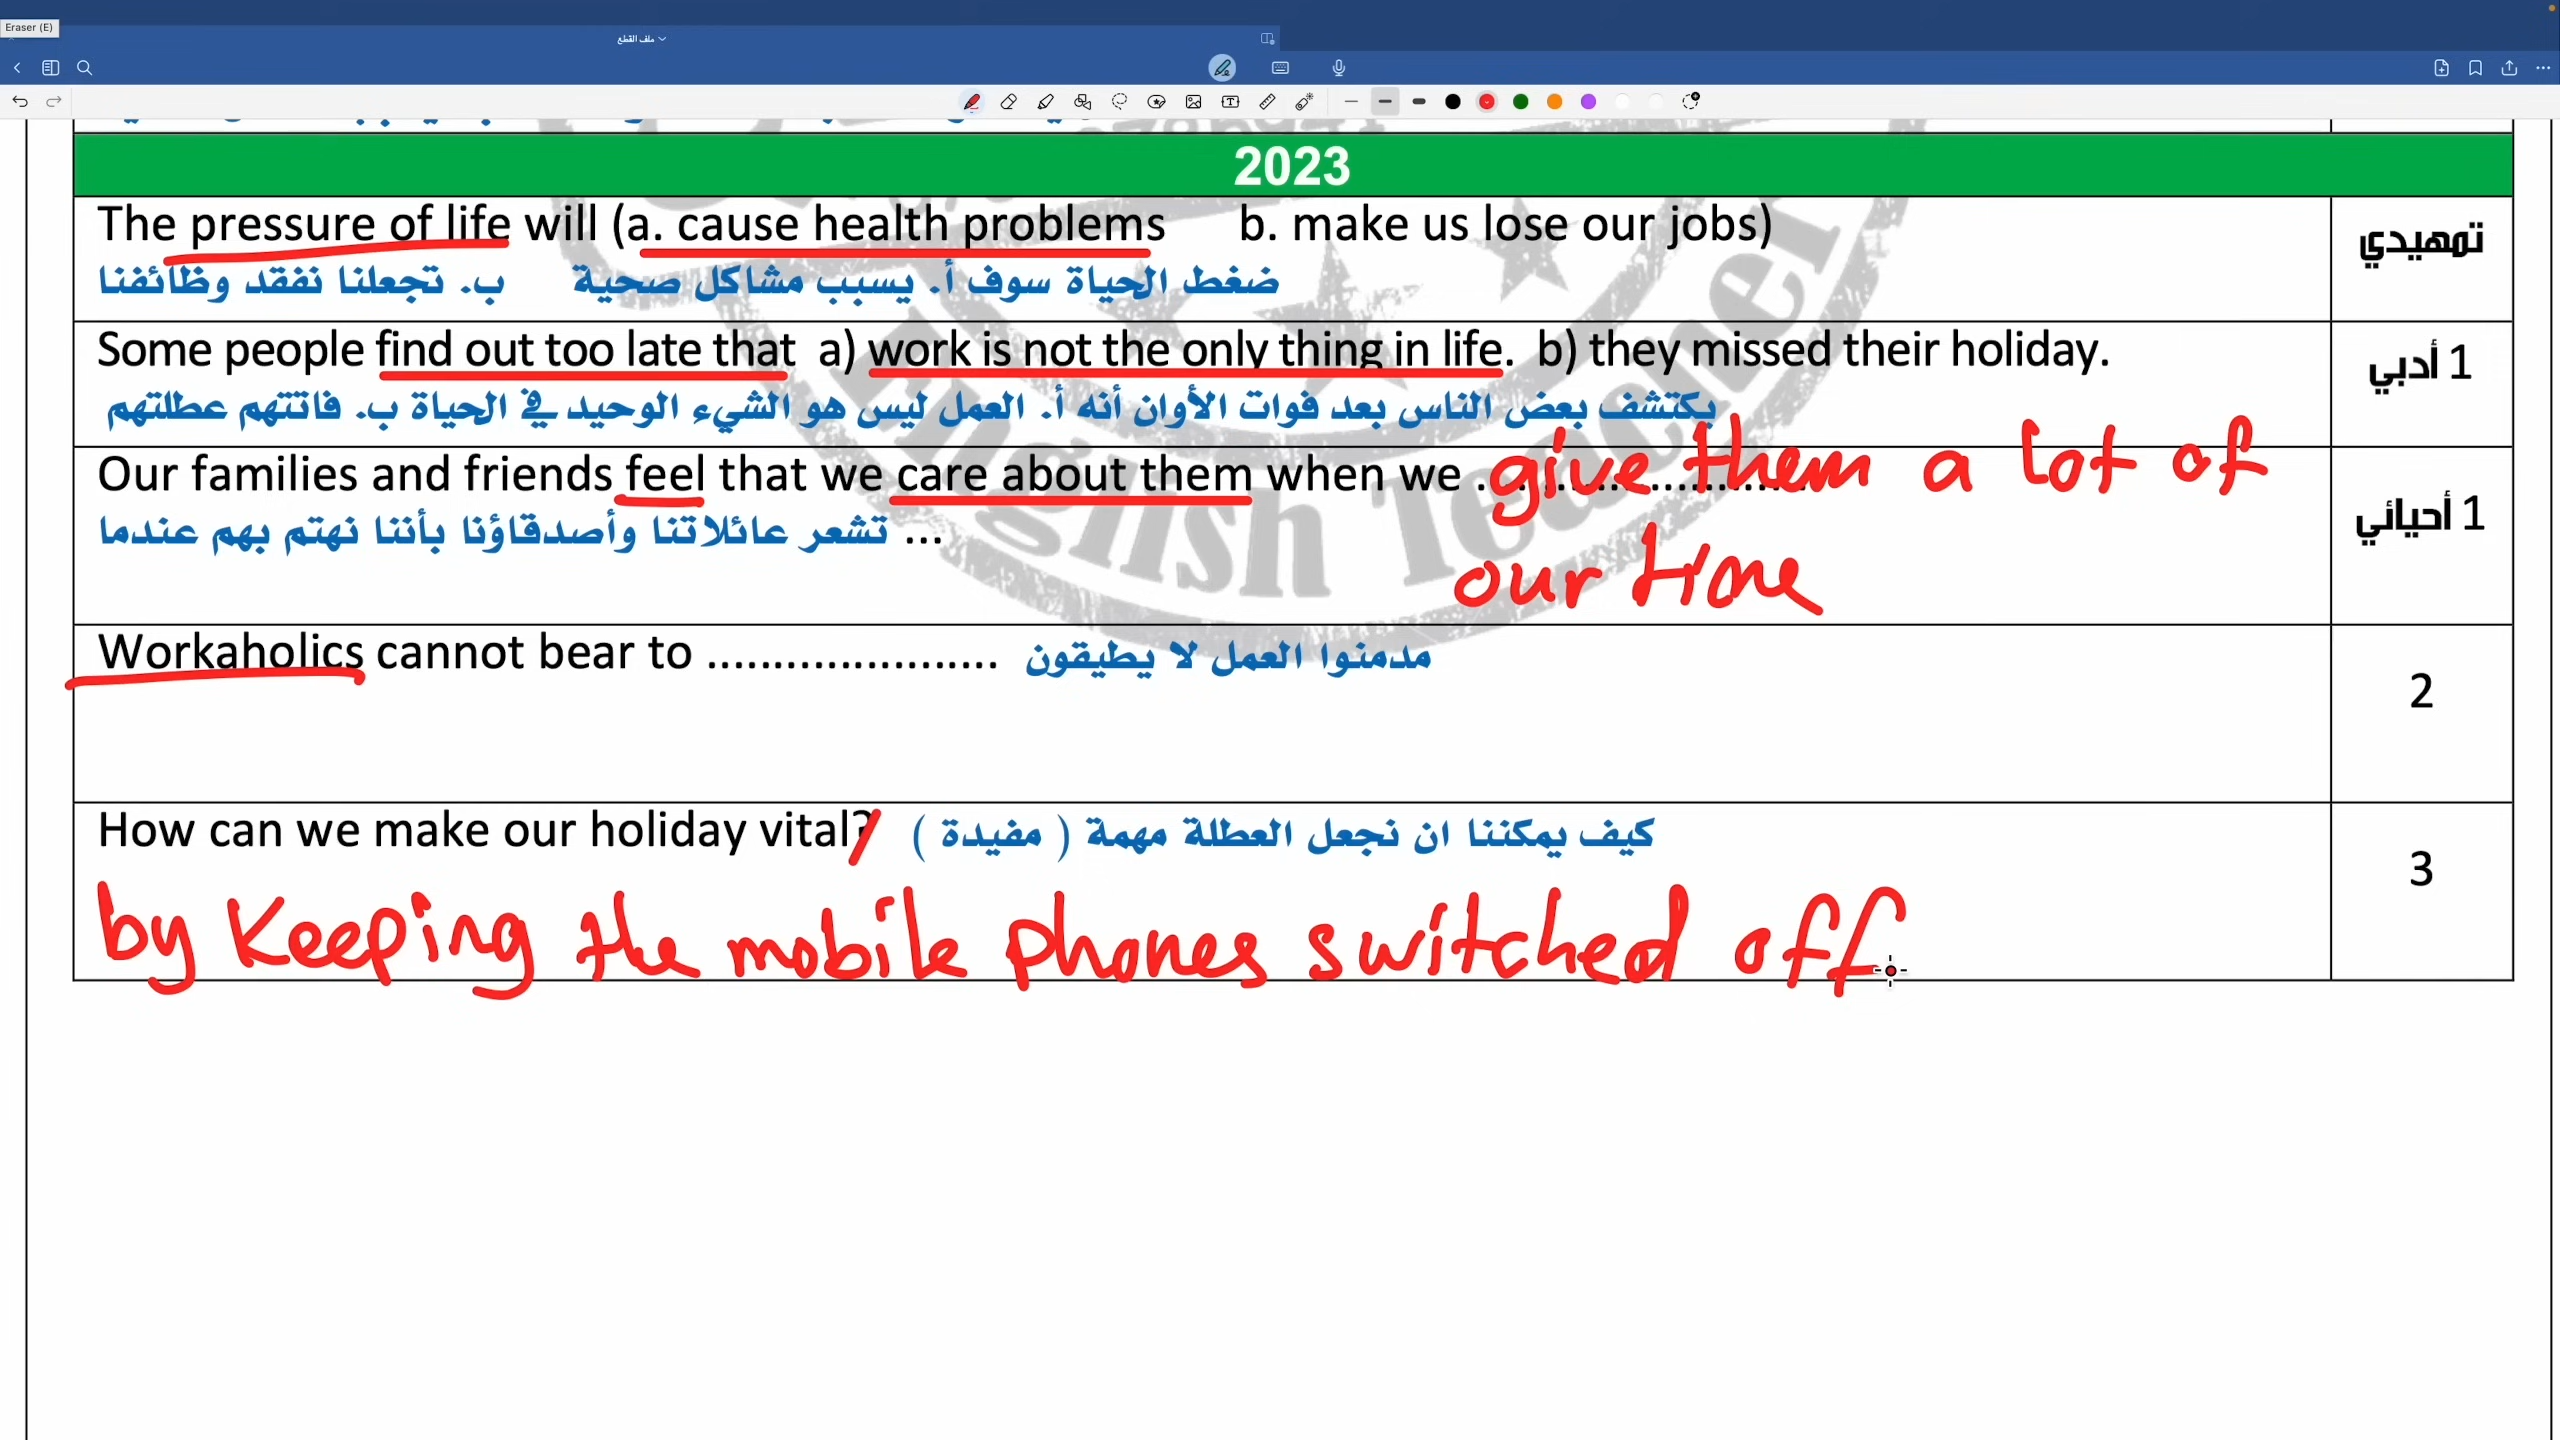 Eraser (E)
ملف القطع
2023
The pressure of life will (a. cause health problems b. make us lose our jobs)
تمهيدي
ضغط الحياة سوف أ. يسبب مشاكل صحية ب. تجعلنا نفقد وظائفنا
Some people find out too late that a) work is not the only thing in life. b) they missed their holiday.
1 أدبي
يكتشف بعض الناس بعد فوات الأوان أنه أ. العمل ليس هو الشيء الوحيد في الحياة ب. فاتتهم عطلتهم
Our families and friends feel that we care about them when we ........................ give them a lot of
our time
1 أحيائي
تشعر عائلاتنا وأصدقاؤنا بأننا نهتم بهم عندما ...
Workaholics cannot bear to ...................... مدمنوا العمل لا يطيقون
2
How can we make our holiday vital? كيف يمكننا ان نجعل العطلة مهمة ( مفيدة )
3
by keeping the mobile phones switched off
English Teacher